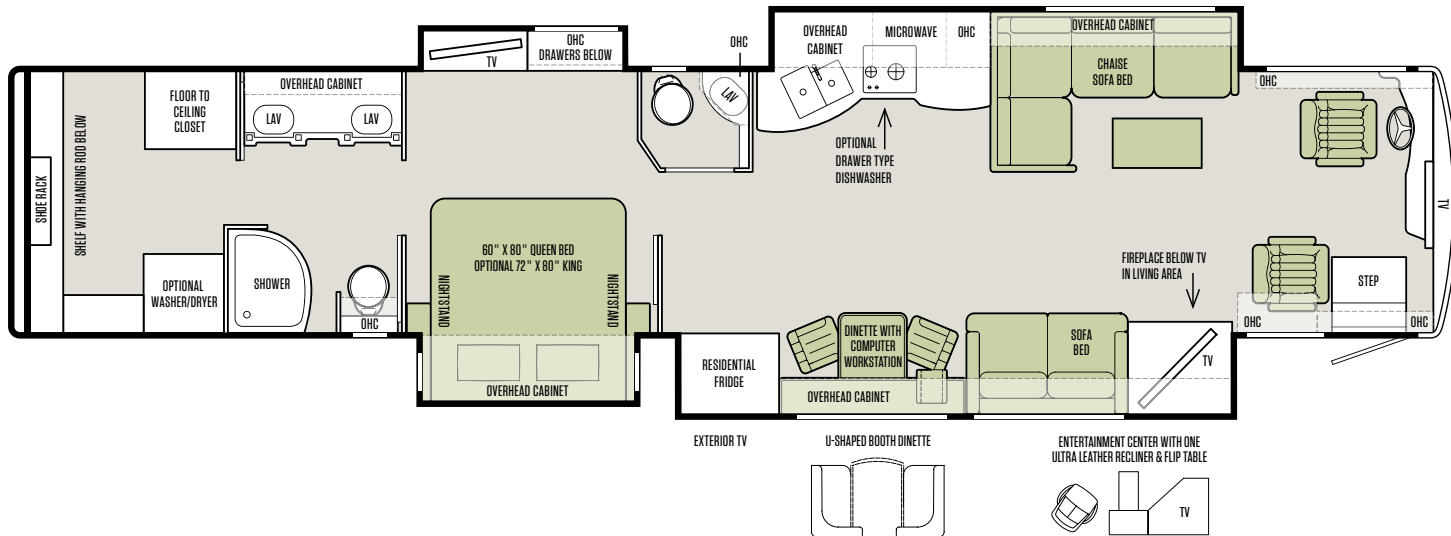 OHC
DRAWERS BELOW
TV
OHC
OVERHEAD
CABINET
MICROWAVE
OHC
OVERHEAD CABINET
CHAISE
SOFA BED
OHC
OVERHEAD CABINET
FLOOR TO
CEILING
CLOSET
LAV
LAV
LAV
SHOE RACK
SHELF WITH HANGING ROD BELOW
OPTIONAL
DRAWER TYPE
DISHWASHER
TV
60" X 80" QUEEN BED
OPTIONAL 72" X 80" KING
NIGHTSTAND
NIGHTSTAND
OPTIONAL
WASHER/DRYER
SHOWER
OHC
FIREPLACE BELOW TV
IN LIVING AREA
STEP
OHC
OHC
RESIDENTIAL
FRIDGE
DINETTE WITH
COMPUTER
WORKSTATION
SOFA
BED
TV
OVERHEAD CABINET
OVERHEAD CABINET
EXTERIOR TV
U-SHAPED BOOTH DINETTE
ENTERTAINMENT CENTER WITH ONE
ULTRA LEATHER RECLINER & FLIP TABLE
TV